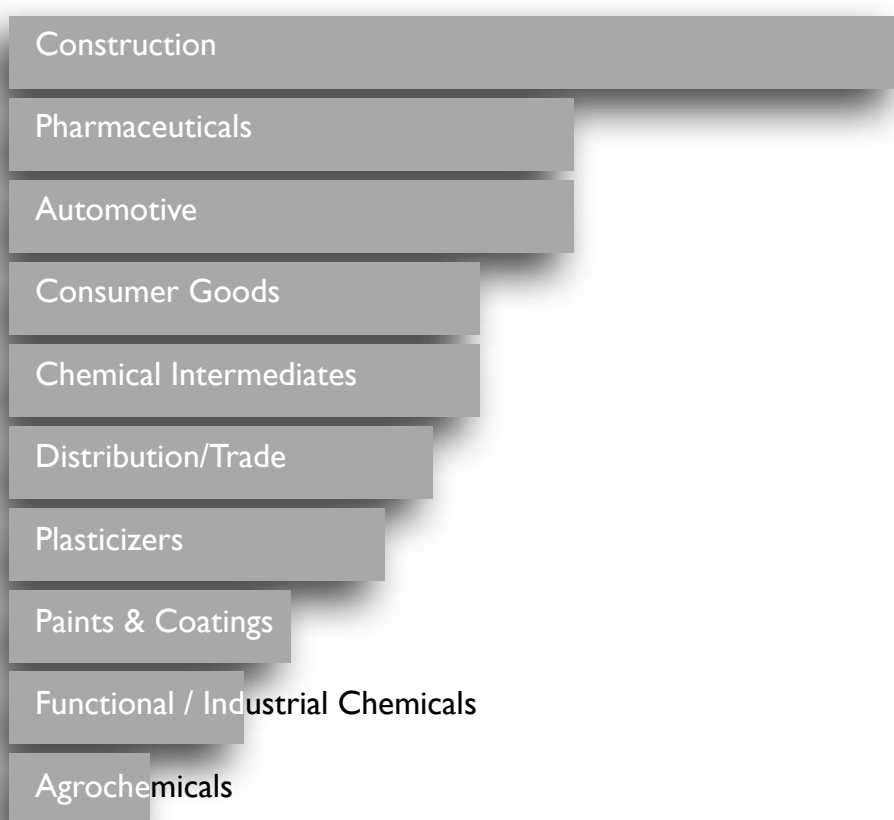 Construction
Pharmaceuticals
Automotive
Consumer Goods
Chemical Intermediates
Distribution/Trade
Plasticizers
Paints & Coatings
Functional / Industrial Chemicals
Agrochemicals